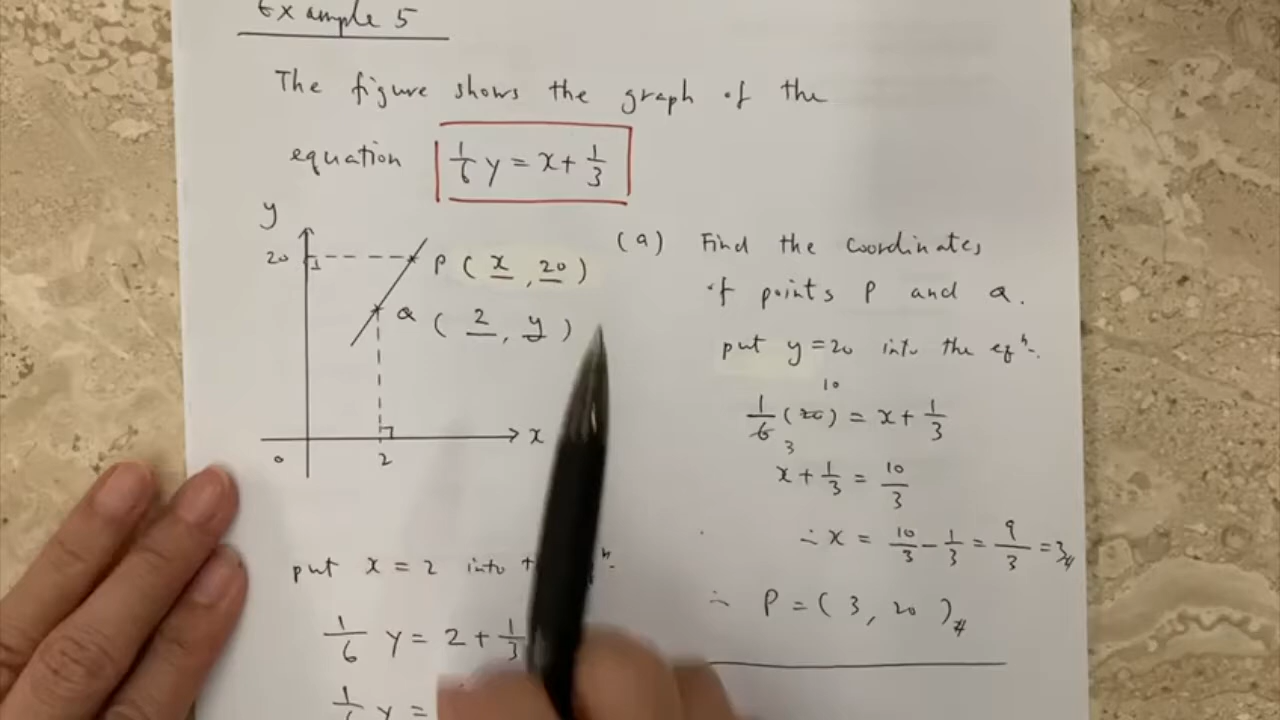 Example 5
The figure shows the graph of the
equation 1/6 y = x + 1/3
y
20
P ( x , 20 )
Q ( 2 , y )
x
0
2
(a) Find the coordinates
of points P and Q.
put y = 20 into the eqⁿ.
1/6 (20) = x + 1/3
10
3
x + 1/3 = 10/3
∴ x = 10/3 - 1/3 = 9/3 = 3
∴ P = ( 3, 20 )
put x = 2 into
1/6 y = 2 + 1/3
1/6 y =